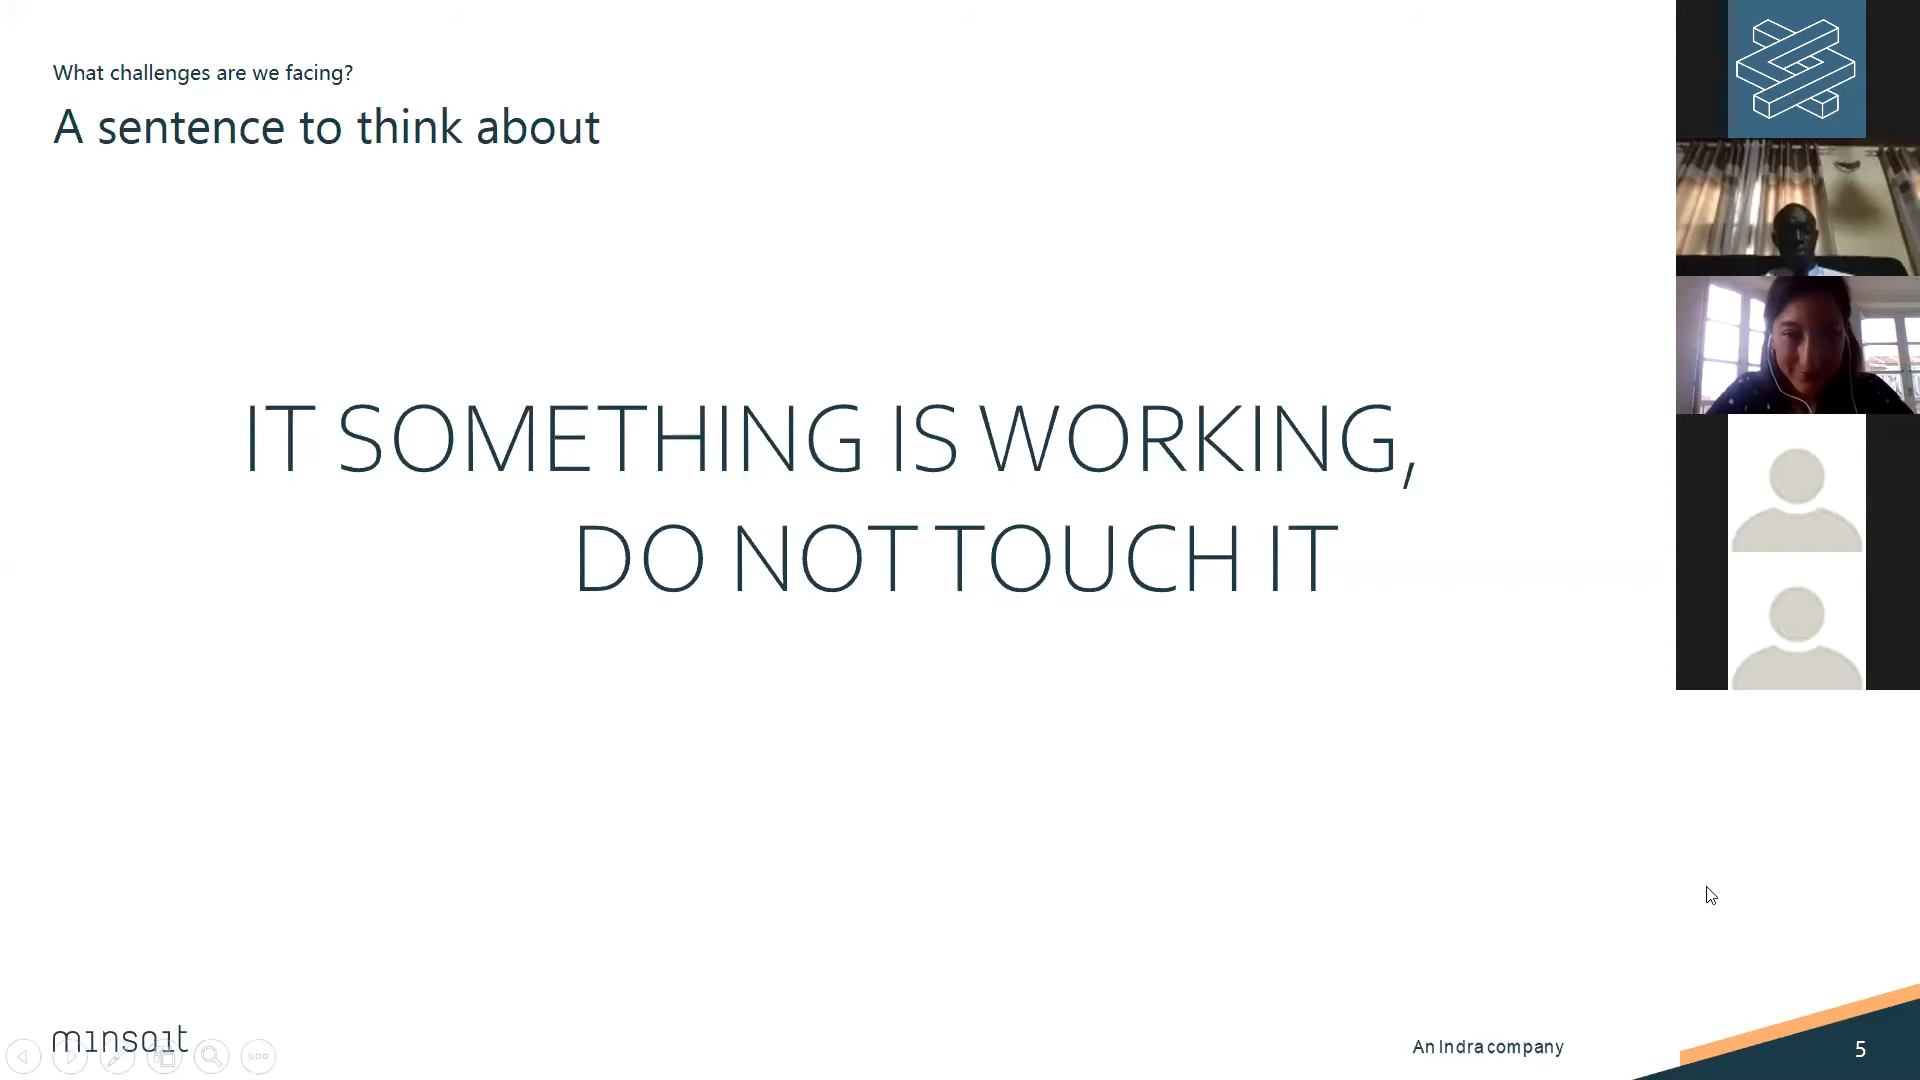 What challenges are we facing?
A sentence to think about
IT SOMETHING IS WORKING,
DO NOT TOUCH IT
minsait
An Indra company
5